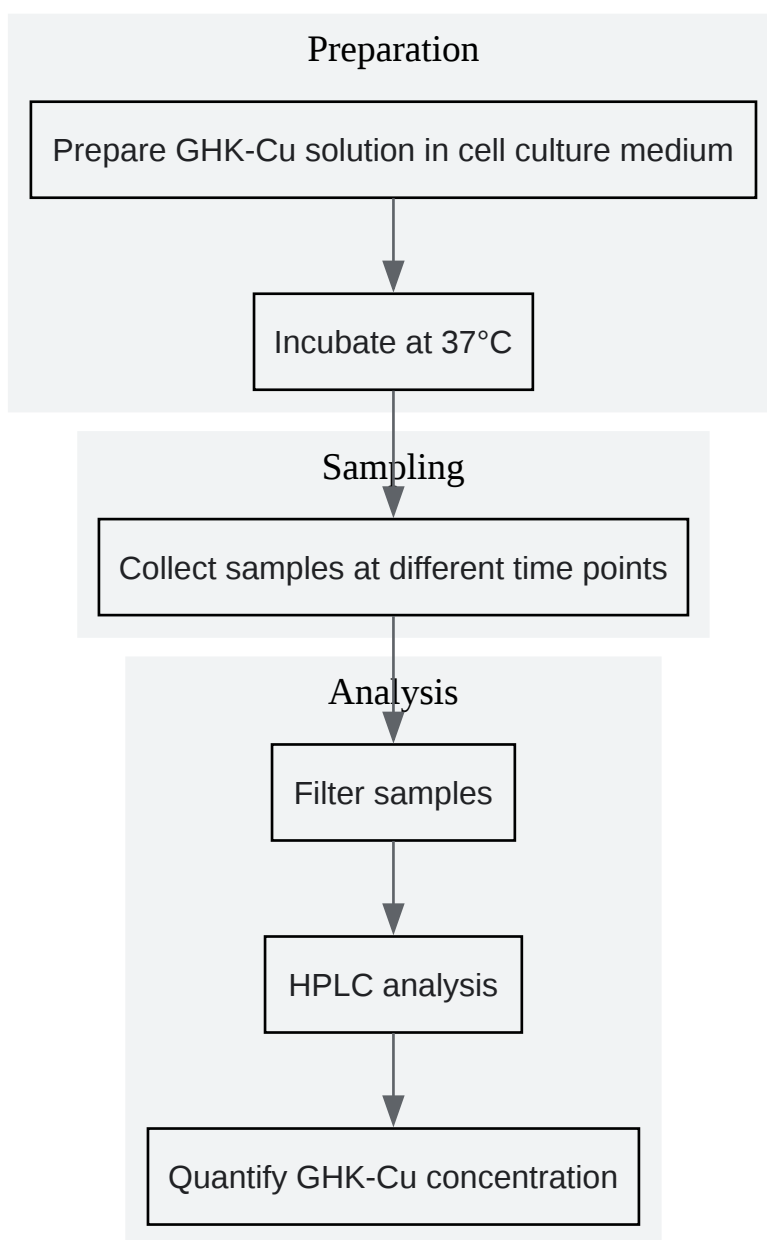 Preparation
Prepare GHK-Cu solution in cell culture medium
Incubate at 37°C
Sampling
Collect samples at different time points
Analysis
Filter samples
HPLC analysis
Quantify GHK-Cu concentration